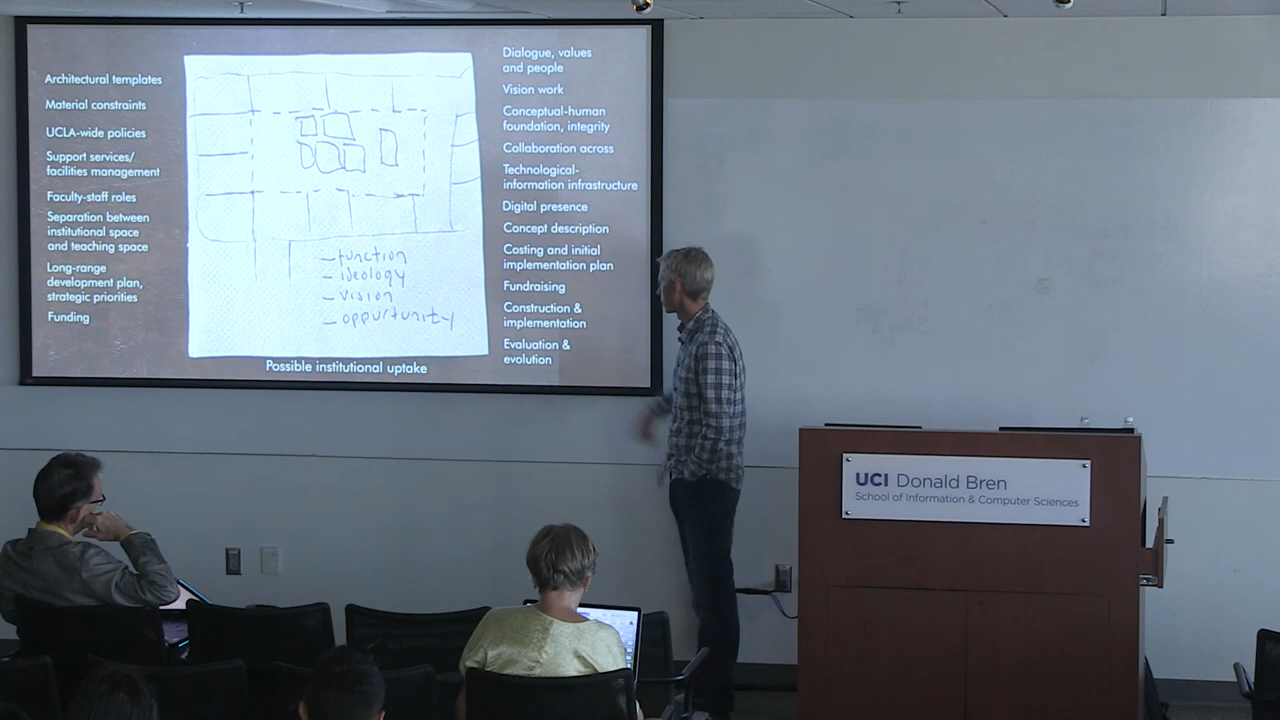 Architectural templates
Material constraints
UCLA-wide policies
Support services/
facilities management
Faculty-staff roles
Separation between
institutional space
and teaching space
Long-range
development plan,
strategic priorities
Funding
- function
- ideology
- vision
- oppurtunity
Possible institutional uptake
Dialogue, values
and people
Vision work
Conceptual-human
foundation, integrity
Collaboration across
Technological-
information infrastructure
Digital presence
Concept description
Costing and initial
implementation plan
Fundraising
Construction &
implementation
Evaluation &
evolution
UCI Donald Bren
School of Information & Computer Sciences